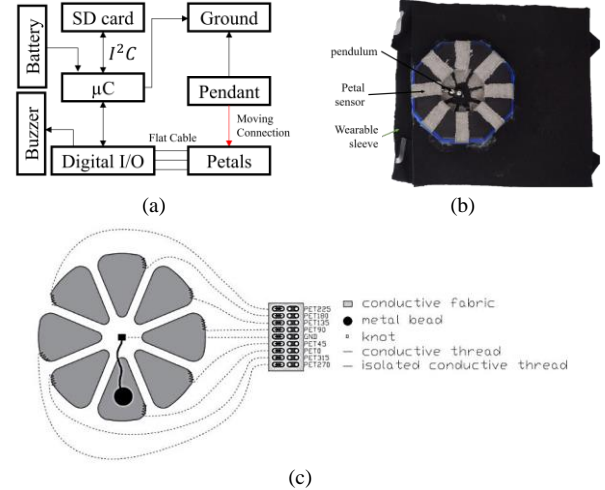 (a)
(b)
Battery
Buzzer
SD card
I²C
µC
Digital I/O
Flat Cable
Ground
Pendant
Moving
Connection
Petals
pendulum
Petal
sensor
Wearable
sleeve
PET225
PET180
PET135
PET90
GND
PET45
PET0
PET315
PET270
conductive fabric
metal bead
knot
conductive thread
isolated conductive thread
(c)